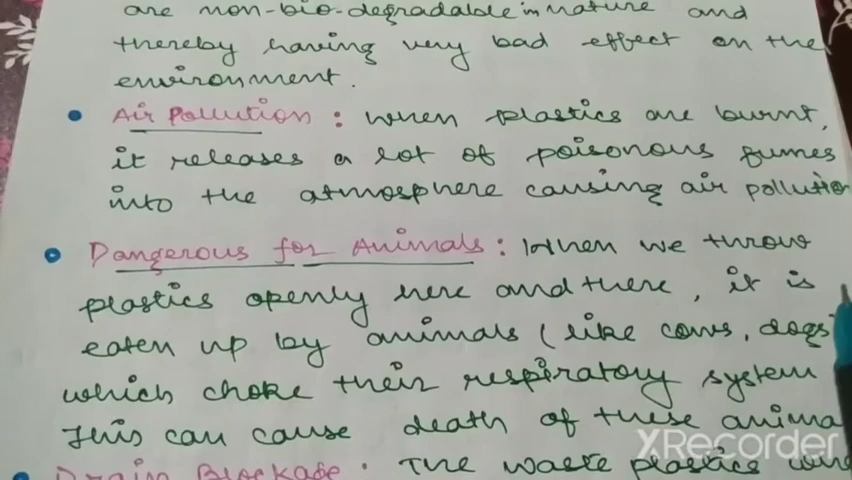 are non-bio-degradable in nature and
thereby having very bad effect on the
environment.
• Air Pollution : When plastics are burnt,
it releases a lot of poisonous fumes
into the atmosphere causing air pollution
• Dangerous for Animals : When we throw
plastics openly here and there, it is
eaten up by animals (like cows, dogs
which choke their respiratory system
This can cause death of these anima
• Drain Blockage : The waste plastics
XRecorder